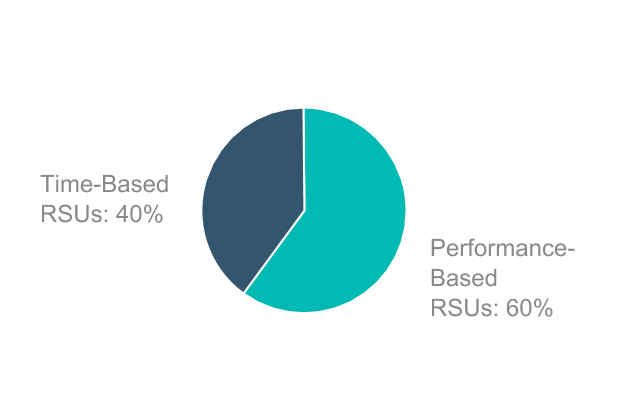 Time-Based
RSUs: 40%
Performance-
Based
RSUs: 60%